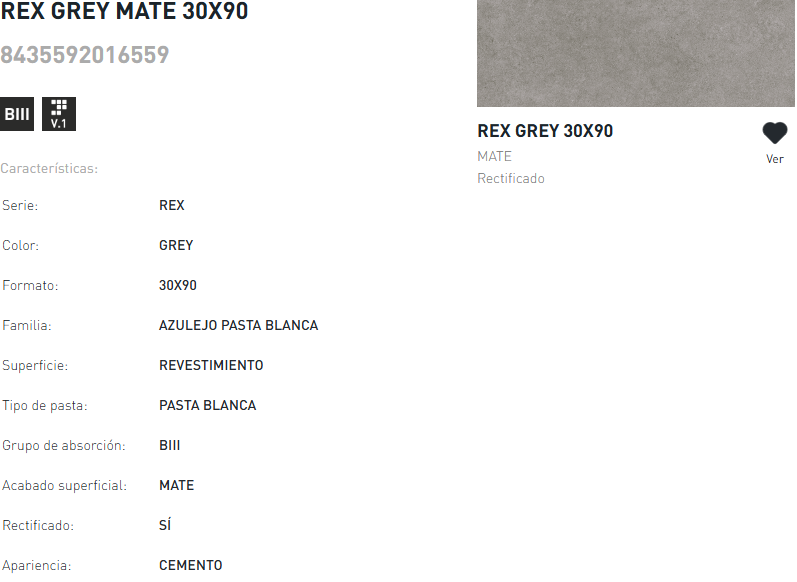 REX GREY MATE 30X90
8435592016559
BIII
V.1
Características:
Serie: REX
Color: GREY
Formato: 30X90
Familia: AZULEJO PASTA BLANCA
Superficie: REVESTIMIENTO
Tipo de pasta: PASTA BLANCA
Grupo de absorción: BIII
Acabado superficial: MATE
Rectificado: SÍ
Apariencia: CEMENTO
REX GREY 30X90
MATE
Rectificado
Ver